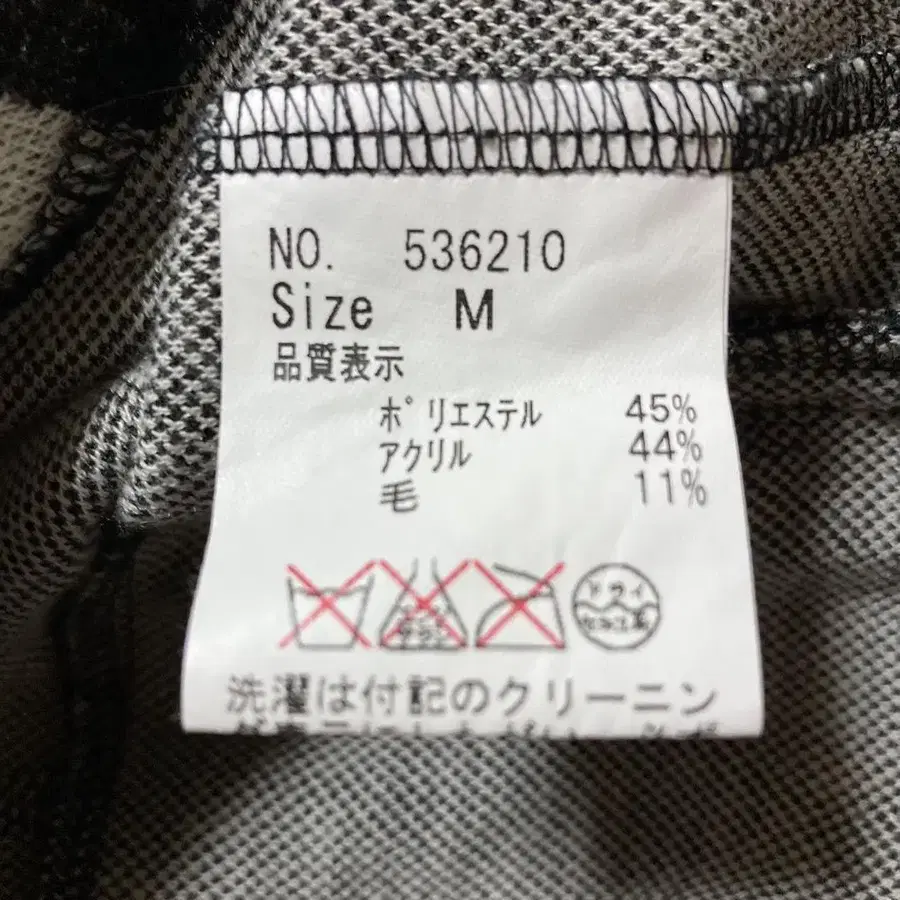 NO. 536210
Size M
品質表示
ポリエステル 45%
アクリル 44%
毛 11%
ドライ
洗濯は付記のクリーニン